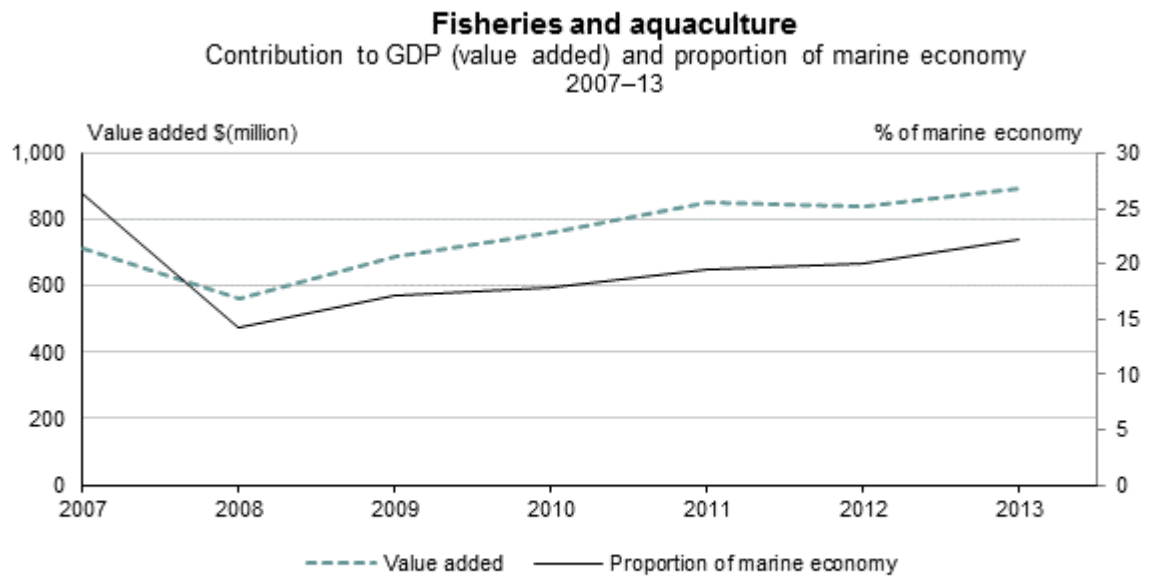 Fisheries and aquaculture
Contribution to GDP (value added) and proportion of marine economy
2007–13
Value added $(million)
% of marine economy
1,000
800
600
400
200
0
30
25
20
15
10
5
0
2007 2008 2009 2010 2011 2012 2013
Value added Proportion of marine economy